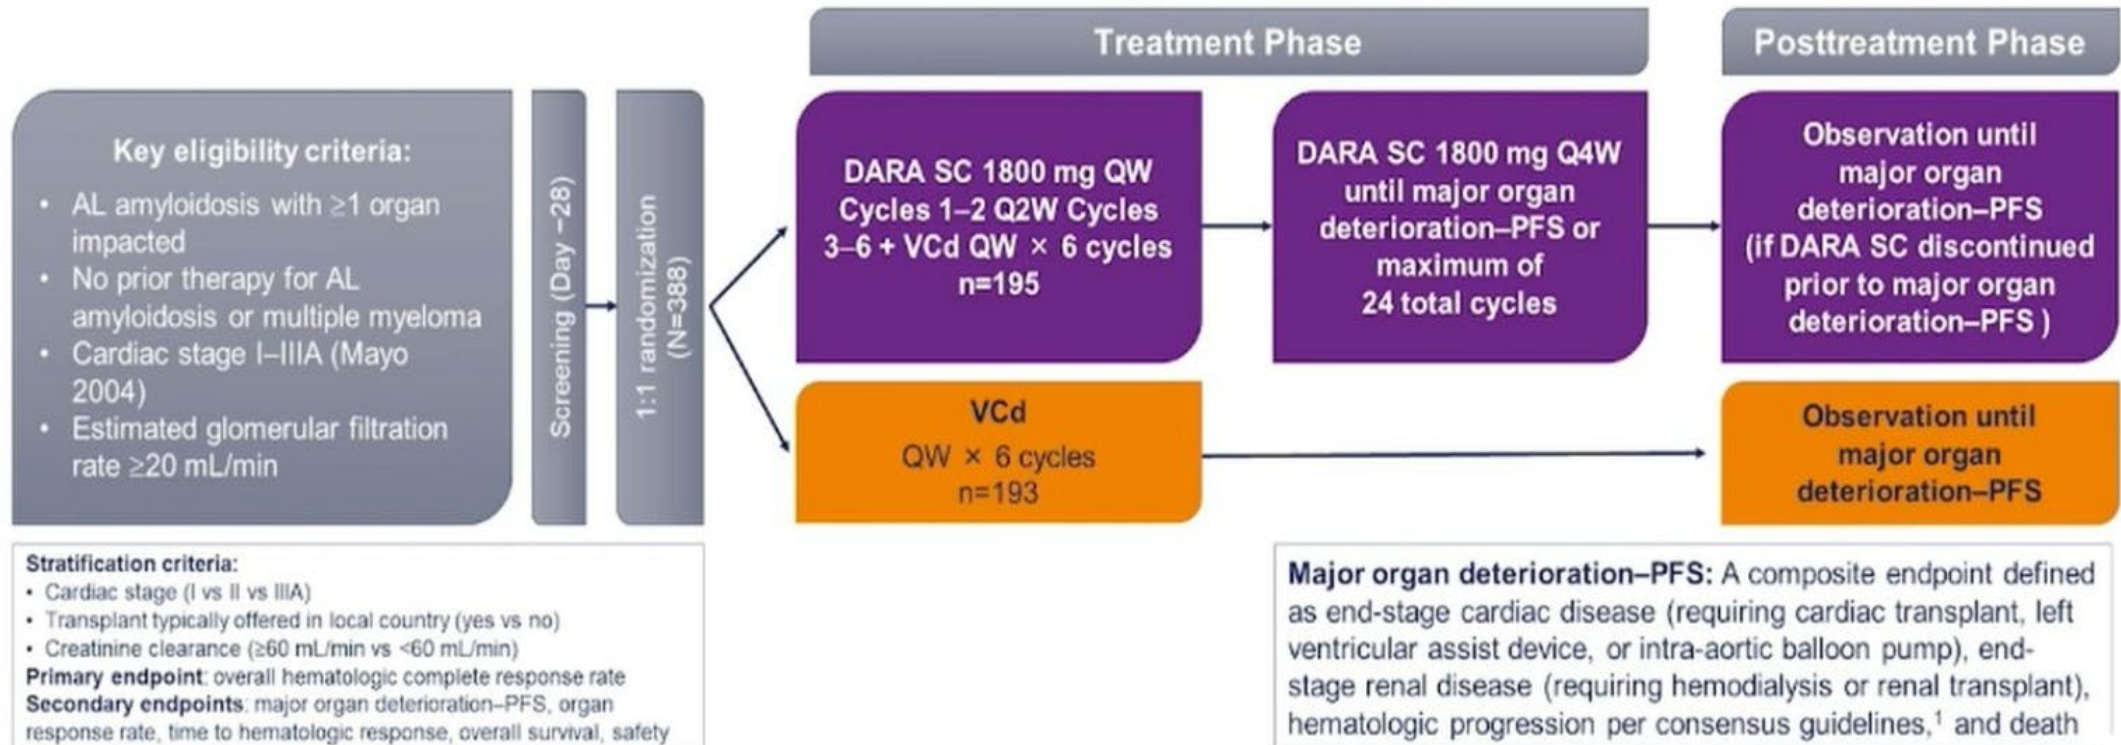 Treatment Phase
Posttreatment Phase
Key eligibility criteria:
• AL amyloidosis with ≥1 organ
impacted
• No prior therapy for AL
amyloidosis or multiple myeloma
• Cardiac stage I–IIIA (Mayo
2004)
• Estimated glomerular filtration
rate ≥20 mL/min
Screening (Day −28)
1:1 randomization
(N=388)
DARA SC 1800 mg QW
Cycles 1–2 Q2W Cycles
3–6 + VCd QW × 6 cycles
n=195
DARA SC 1800 mg Q4W
until major organ
deterioration–PFS or
maximum of
24 total cycles
Observation until
major organ
deterioration–PFS
(if DARA SC discontinued
prior to major organ
deterioration–PFS )
VCd
QW × 6 cycles
n=193
Observation until
major organ
deterioration–PFS
Stratification criteria:
• Cardiac stage (I vs II vs IIIA)
• Transplant typically offered in local country (yes vs no)
• Creatinine clearance (≥60 mL/min vs <60 mL/min)
Primary endpoint: overall hematologic complete response rate
Secondary endpoints: major organ deterioration–PFS, organ
response rate, time to hematologic response, overall survival, safety
Major organ deterioration–PFS: A composite endpoint defined
as end-stage cardiac disease (requiring cardiac transplant, left
ventricular assist device, or intra-aortic balloon pump), end-
stage renal disease (requiring hemodialysis or renal transplant),
hematologic progression per consensus guidelines,¹ and death